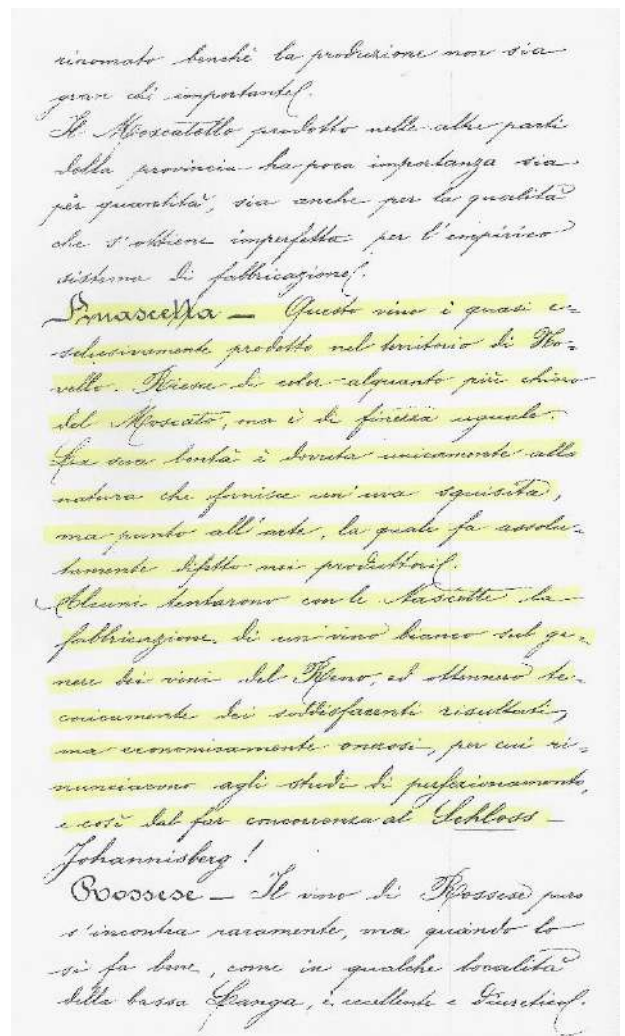 rinomato benchè la produzione non sia
gran chè importante.
Il Moscatello prodotto nelle altre parti
della provincia ha poca importanza sia
per quantità, sia anche per la qualità
che s'ottiene imperfetta per l'empirico
sistema di fabbricazione.
Anascetta — Questo vino è quasi e-
sclusivamente prodotto nel territorio di No-
vello. Riesce di color alquanto più chiaro
del Moscato, ma è di finezza uguale.
La sua bontà è dovuta unicamente alla
natura che fornisce un'uva squisita,
ma punto all'arte, la quale fa assolu-
tamente difetto nei produttori.
Alcuni tentarono con le Nascette la
fabbricazione di un vino bianco sul ge-
nere dei vini del Reno, ed ottennero te-
cnicamente dei soddisfacenti risultati,
ma economicamente onerosi, per cui ri-
nunciarono agli studi di perfezionamento,
e così dal far concorrenza al Schloss -
Johannisberg !
Rossese — Il vino di Rossese puro
s'incontra raramente, ma quando lo
si fa bene, come in qualche località
della bassa Langa, è eccellente e diuretico.